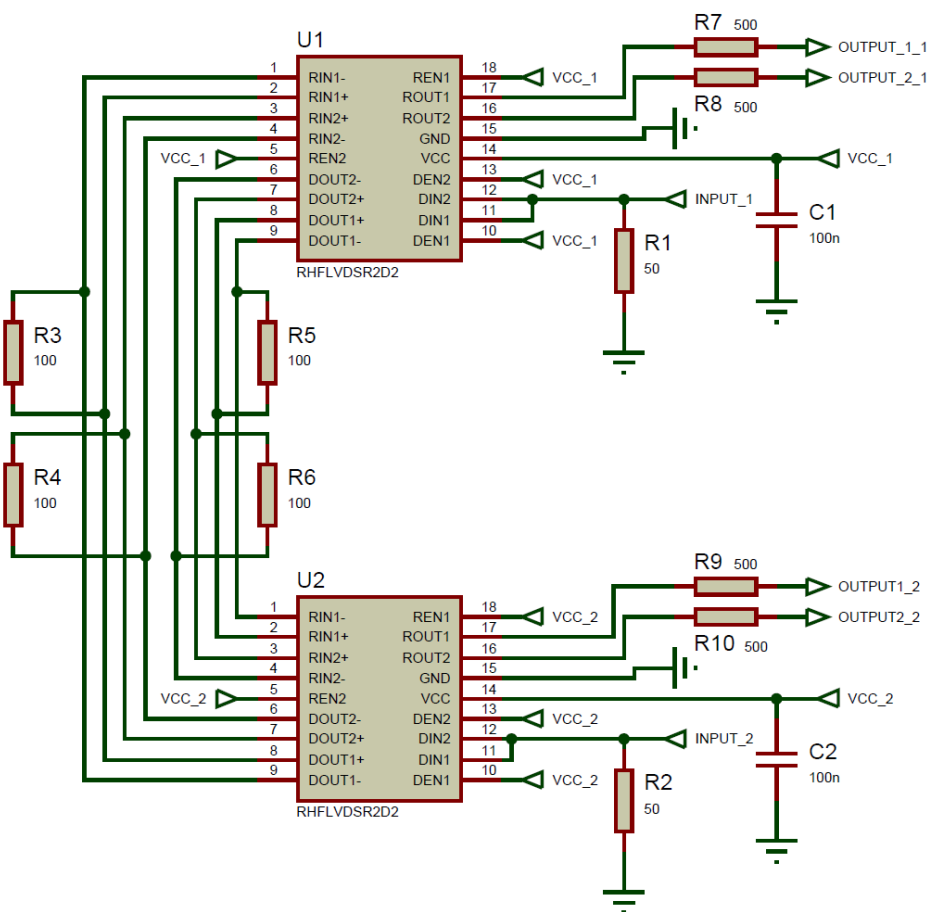 U1
RHFLVDSR2D2
1 RIN1-
2 RIN1+
3 RIN2+
4 RIN2-
VCC_1 5 REN2
6 DOUT2-
7 DOUT2+
8 DOUT1+
9 DOUT1-
REN1 18 VCC_1
ROUT1 17
ROUT2 16
GND 15
VCC 14 VCC_1
DEN2 13 VCC_1
DIN2 12 INPUT_1
DIN1 11
DEN1 10 VCC_1
R7 500 OUTPUT_1_1
R8 500 OUTPUT_2_1
R1
50
C1
100n
R3
100
R5
100
R4
100
R6
100
U2
RHFLVDSR2D2
1 RIN1-
2 RIN1+
3 RIN2+
4 RIN2-
VCC_2 5 REN2
6 DOUT2-
7 DOUT2+
8 DOUT1+
9 DOUT1-
REN1 18 VCC_2
ROUT1 17
ROUT2 16
GND 15
VCC 14 VCC_2
DEN2 13 VCC_2
DIN2 12 INPUT_2
DIN1 11
DEN1 10 VCC_2
R9 500 OUTPUT1_2
R10 500 OUTPUT2_2
R2
50
C2
100n